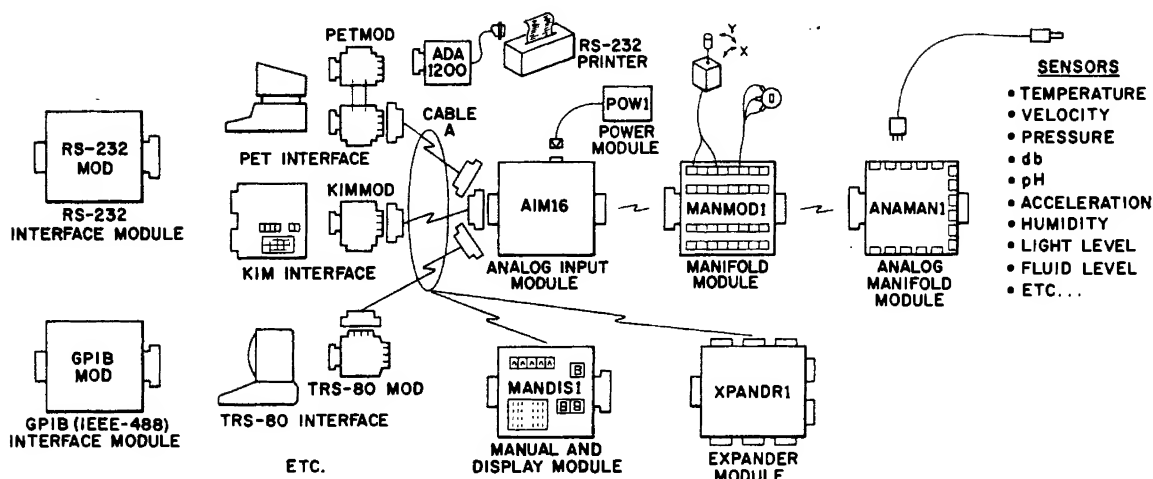 PETMOD
ADA
1200
RS-232
PRINTER
Y
X
POW1
POWER
MODULE
CABLE
A
PET INTERFACE
RS-232
MOD
RS-232
INTERFACE MODULE
KIMMOD
KIM INTERFACE
AIM16
ANALOG INPUT
MODULE
MANMOD1
MANIFOLD
MODULE
ANAMAN1
ANALOG
MANIFOLD
MODULE
SENSORS
• TEMPERATURE
• VELOCITY
• PRESSURE
• db
• pH
• ACCELERATION
• HUMIDITY
• LIGHT LEVEL
• FLUID LEVEL
• ETC...
GPIB
MOD
GPIB (IEEE-488)
INTERFACE MODULE
TRS-80 MOD
TRS-80 INTERFACE
ETC.
MANDIS1
MANUAL AND
DISPLAY MODULE
XPANDR1
EXPANDER
MODULE